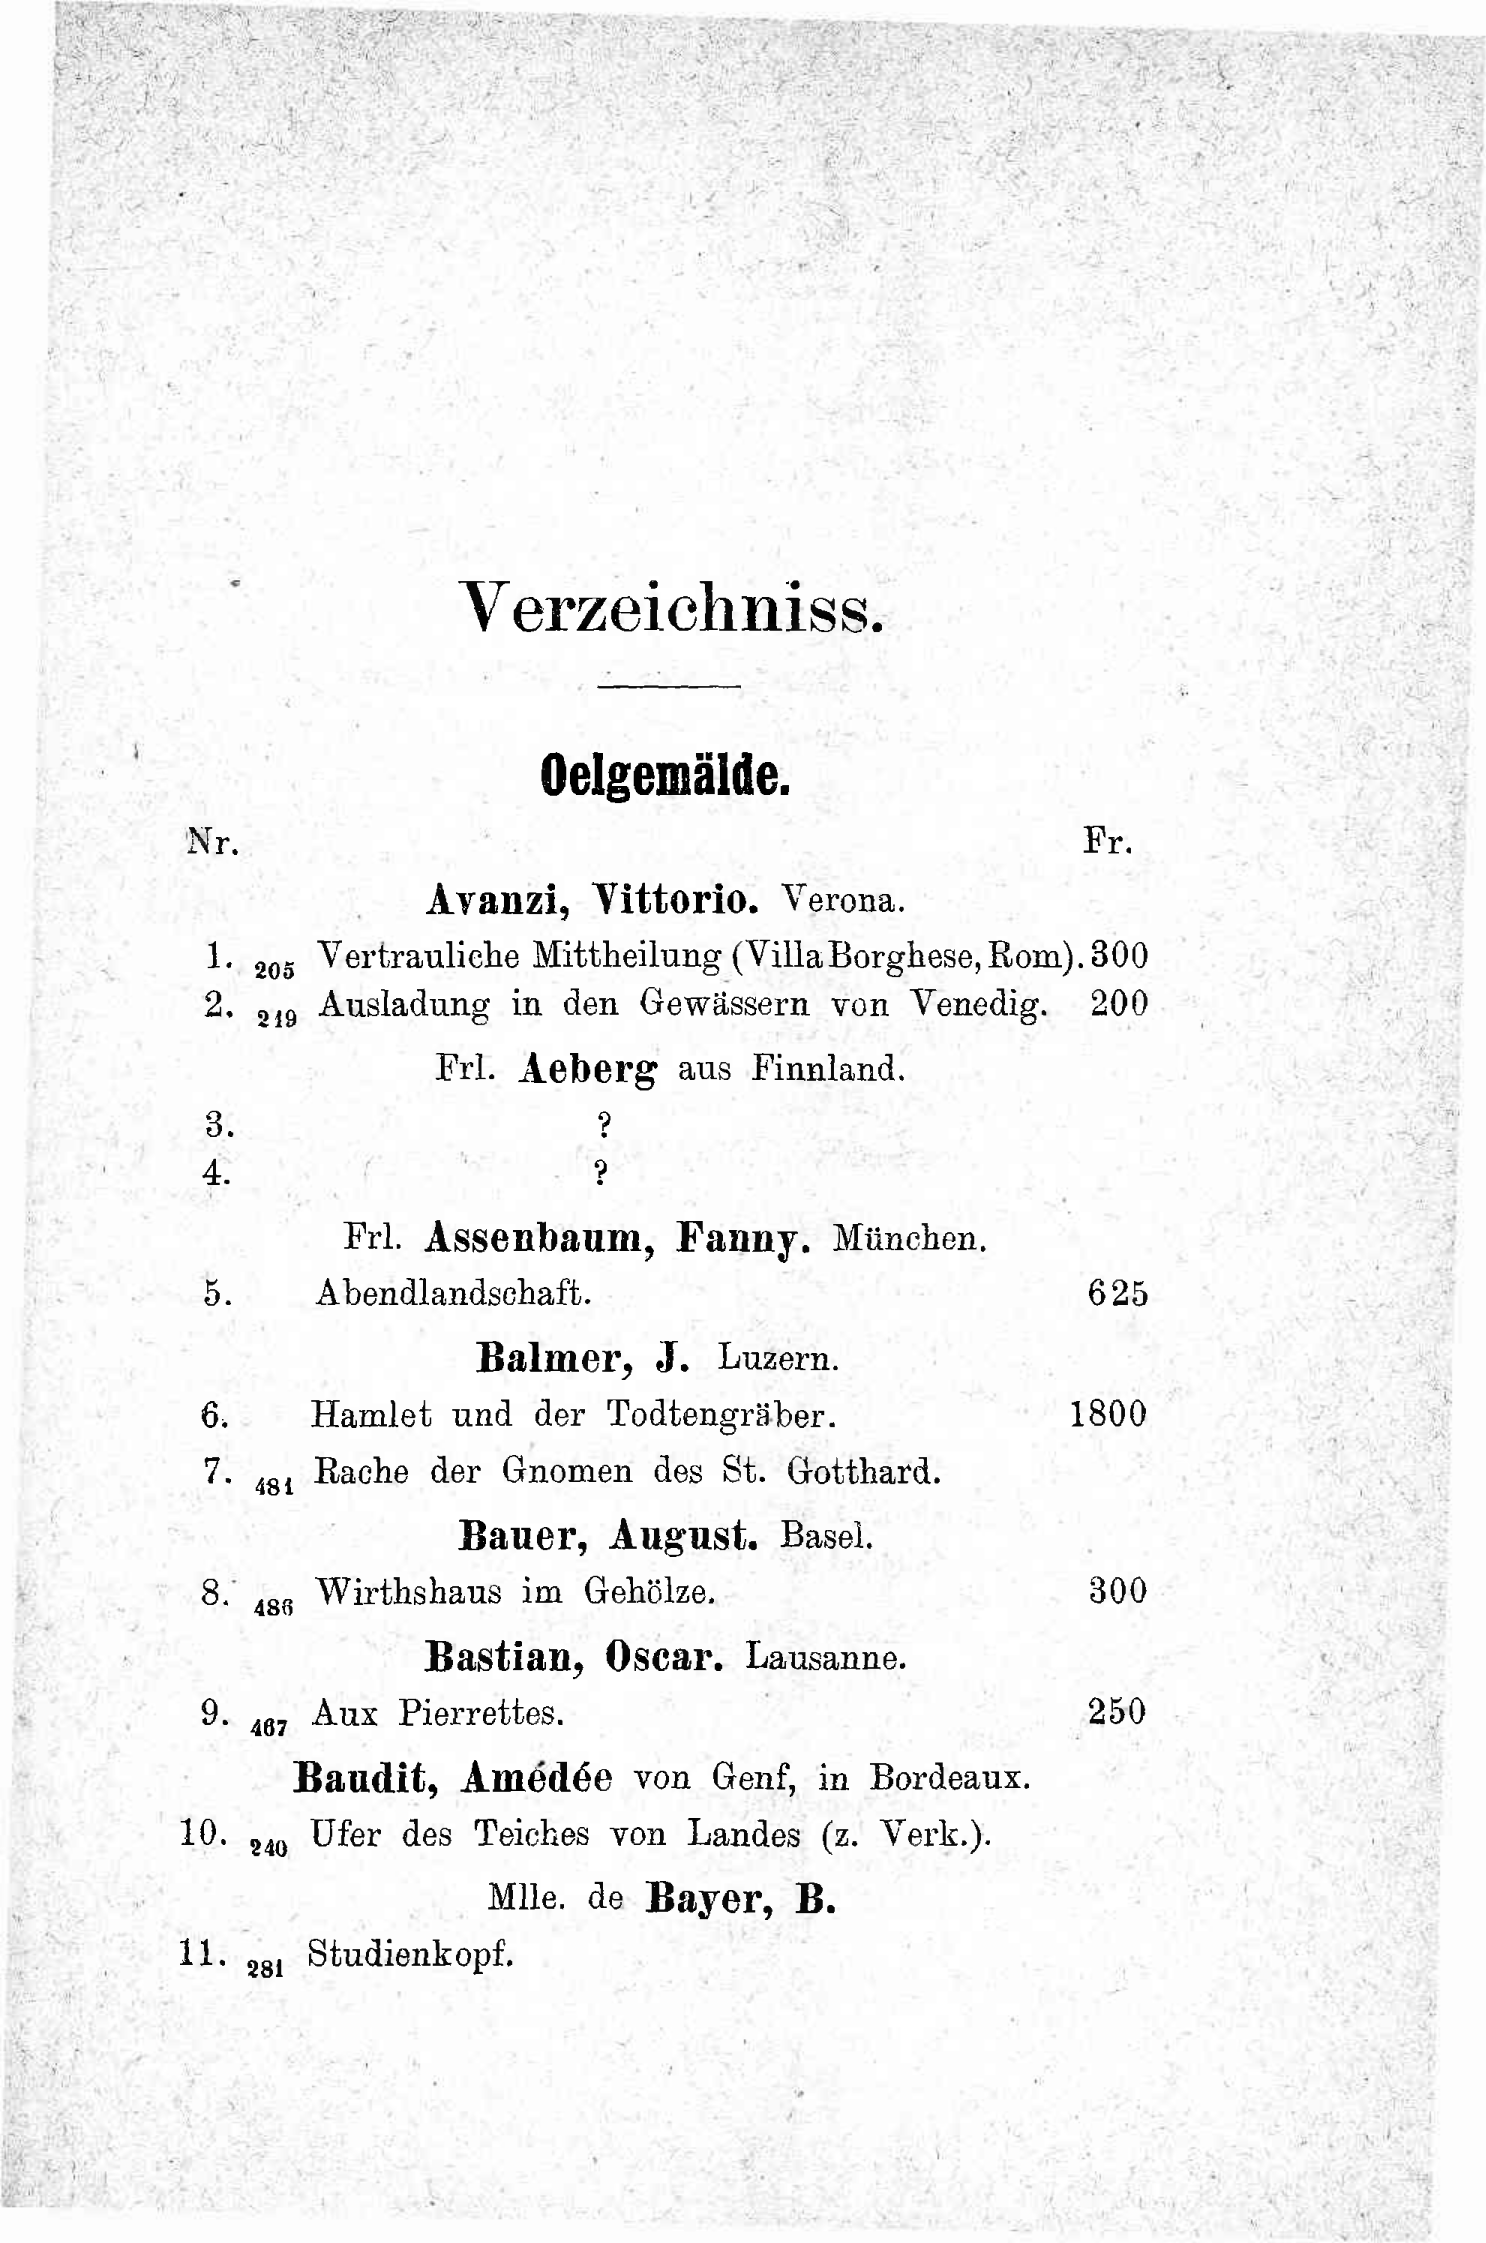 Verzeichniss.
Oelgemälde.
Nr. Fr.
Avanzi, Vittorio. Verona.
1. 205 Vertrauliche Mittheilung (Villa Borghese, Rom). 300
2. 219 Ausladung in den Gewässern von Venedig. 200
Frl. Aeberg aus Finnland.
3. ?
4. ?
Frl. Assenbaum, Fanny. München.
5. Abendlandschaft. 625
Balmer, J. Luzern.
6. Hamlet und der Todtengräber. 1800
7. 481 Rache der Gnomen des St. Gotthard.
Bauer, August. Basel.
8. 486 Wirthshaus im Gehölze. 300
Bastian, Oscar. Lausanne.
9. 467 Aux Pierrettes. 250
Baudit, Amédée von Genf, in Bordeaux.
10. 240 Ufer des Teiches von Landes (z. Verk.).
Mlle. de Bayer, B.
11. 281 Studienkopf.